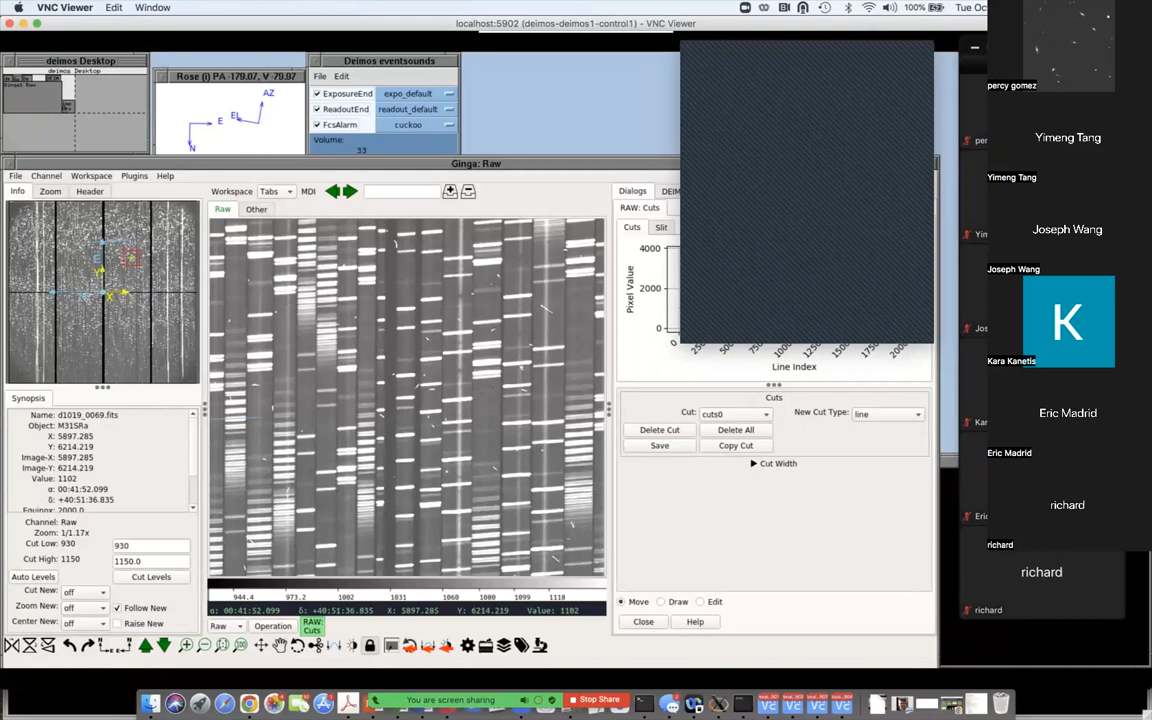 VNC Viewer Edit Window
100% Tue Oc
localhost:5902 (deimos-deimos1-control1) - VNC Viewer
deimos Desktop
deimos Desktop
Rose (i) PA -179.07, V -79.97
AZ
EL
E
N
Deimos eventsounds
File Edit
ExposureEnd expo_default
ReadoutEnd readout_default
FcsAlarm cuckoo
Volume:
33
Ginga: Raw
File Channel Workspace Plugins Help
Info Zoom Header
Workspace Tabs MDI
Raw Other
Dialogs DEIM
RAW: Cuts
Cuts Slit
4000
2000
0
Pixel Value
Line Index
E
Y
X
Synopsis
Name: d1019_0069.fits
Object: M31SRa
X: 5897.285
Y: 6214.219
Image-X: 5897.285
Image-Y: 6214.219
Value: 1102
α: 00:41:52.099
δ: +40:51:36.835
Equinox: 2000.0
Channel: Raw
Zoom: 1/1.17x
Cut Low: 930 930
Cut High: 1150 1150.0
Auto Levels Cut Levels
Cut New: off
Zoom New: off Follow New
Center New: off Raise New
944.4 973.2 1002 1031 1060 1089 1118
α: 00:41:52.099 δ: +40:51:36.835 X: 5897.285 Y: 6214.219 Value: 1102
Raw Operation RAW: Cuts
Cuts
Cut: cuts0 New Cut Type: line
Delete Cut Delete All
Save Copy Cut
Cut Width
Move Draw Edit
Close Help
percy gomez
Yimeng Tang
Yimeng Tang
Joseph Wang
Joseph Wang
K
Kara Kanetis
Eric Madrid
Eric Madrid
richard
richard
richard
richard
per
Yim
Jos
Kar
Eric
You are screen sharing Stop Share